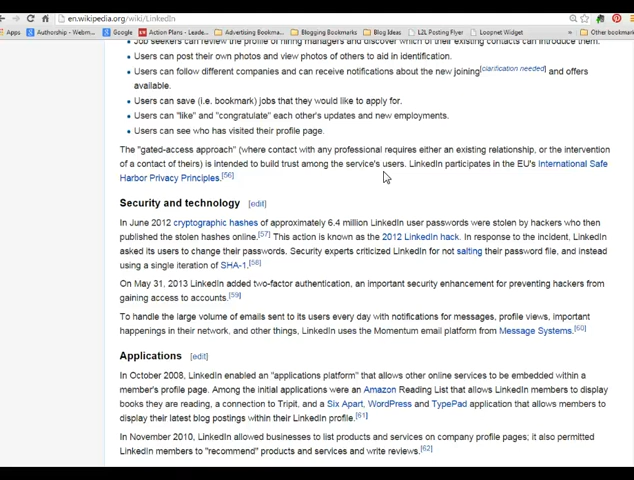 en.wikipedia.org/wiki/LinkedIn
Apps Authorship - Webm... Google Action Plans - Leade... Advertising Bookma... Blogging Bookmarks Blog Ideas L2L Posting Flyer Loopnet Widget » Other bookmark
Job seekers can review the profile of hiring managers and discover which of their existing contacts can introduce them.
• Users can post their own photos and view photos of others to aid in identification.
• Users can follow different companies and can receive notifications about the new joining[clarification needed] and offers
available.
• Users can save (i.e. bookmark) jobs that they would like to apply for.
• Users can "like" and "congratulate" each other's updates and new employments.
• Users can see who has visited their profile page.
The "gated-access approach" (where contact with any professional requires either an existing relationship, or the intervention
of a contact of theirs) is intended to build trust among the service's users. LinkedIn participates in the EU's International Safe
Harbor Privacy Principles.[56]
Security and technology [edit]
In June 2012 cryptographic hashes of approximately 6.4 million LinkedIn user passwords were stolen by hackers who then
published the stolen hashes online.[57] This action is known as the 2012 LinkedIn hack. In response to the incident, LinkedIn
asked its users to change their passwords. Security experts criticized LinkedIn for not salting their password file, and instead
using a single iteration of SHA-1.[58]
On May 31, 2013 LinkedIn added two-factor authentication, an important security enhancement for preventing hackers from
gaining access to accounts.[59]
To handle the large volume of emails sent to its users every day with notifications for messages, profile views, important
happenings in their network, and other things, LinkedIn uses the Momentum email platform from Message Systems.[60]
Applications [edit]
In October 2008, LinkedIn enabled an "applications platform" that allows other online services to be embedded within a
member's profile page. Among the initial applications were an Amazon Reading List that allows LinkedIn members to display
books they are reading, a connection to Tripit, and a Six Apart, WordPress and TypePad application that allows members to
display their latest blog postings within their LinkedIn profile.[61]
In November 2010, LinkedIn allowed businesses to list products and services on company profile pages; it also permitted
LinkedIn members to "recommend" products and services and write reviews.[62]